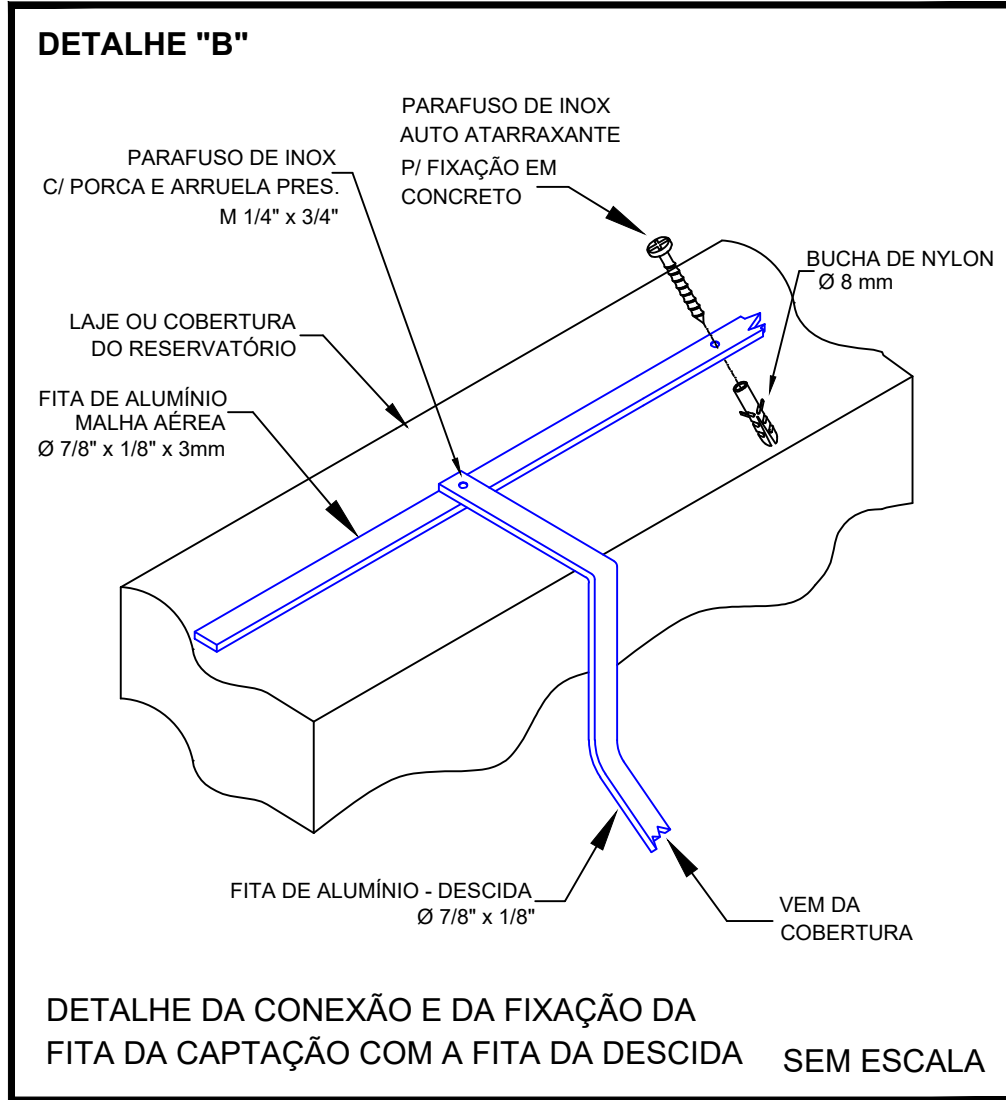 DETALHE "B"
PARAFUSO DE INOX
AUTO ATARRAXANTE
P/ FIXAÇÃO EM
CONCRETO
PARAFUSO DE INOX
C/ PORCA E ARRUELA PRES.
M 1/4" x 3/4"
BUCHA DE NYLON
Ø 8 mm
LAJE OU COBERTURA
DO RESERVATÓRIO
FITA DE ALUMÍNIO
MALHA AÉREA
Ø 7/8" x 1/8" x 3mm
FITA DE ALUMÍNIO - DESCIDA
Ø 7/8" x 1/8"
VEM DA
COBERTURA
DETALHE DA CONEXÃO E DA FIXAÇÃO DA
FITA DA CAPTAÇÃO COM A FITA DA DESCIDA
SEM ESCALA